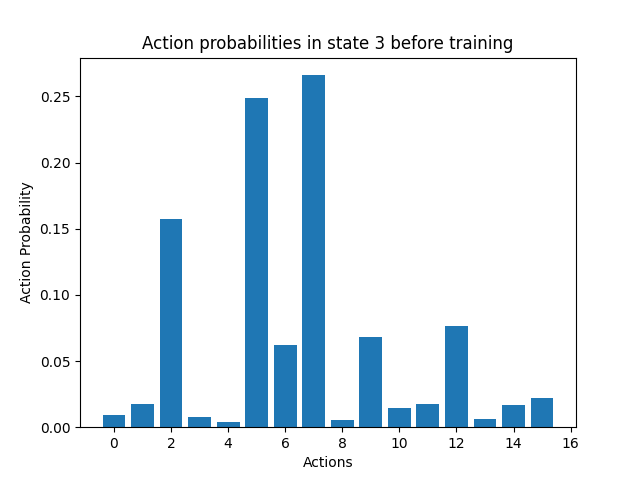 Action probabilities in state 3 before training
Action Probability
0.25
0.20
0.15
0.10
0.05
0.00
0 2 4 6 8 10 12 14 16
Actions